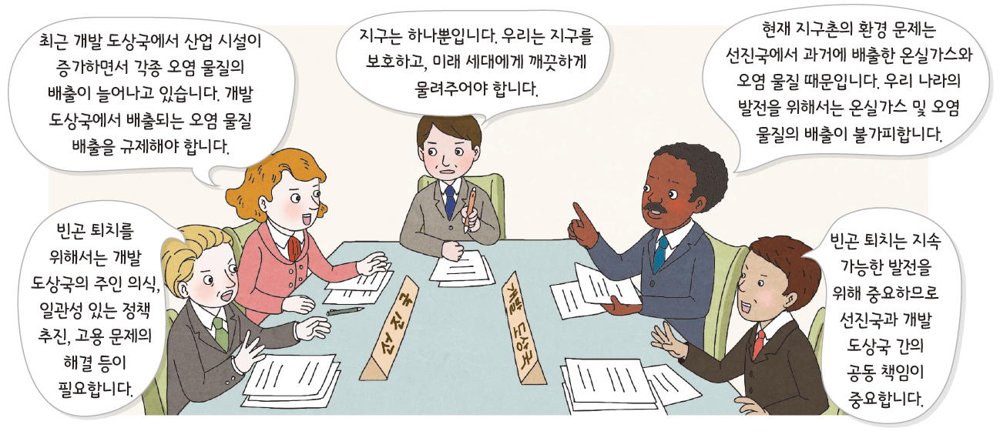 최근 개발 도상국에서 산업 시설이
증가하면서 각종 오염 물질의
배출이 늘어나고 있습니다. 개발
도상국에서 배출되는 오염 물질
배출을 규제해야 합니다.
지구는 하나뿐입니다. 우리는 지구를
보호하고, 미래 세대에게 깨끗하게
물려주어야 합니다.
현재 지구촌의 환경 문제는
선진국에서 과거에 배출한 온실가스와
오염 물질 때문입니다. 우리 나라의
발전을 위해서는 온실가스 및 오염
물질의 배출이 불가피합니다.
빈곤 퇴치를
위해서는 개발
도상국의 주인 의식,
일관성 있는 정책
추진, 고용 문제의
해결 등이
필요합니다.
빈곤 퇴치는 지속
가능한 발전을
위해 중요하므로
선진국과 개발
도상국 간의
공동 책임이
중요합니다.
선진국
개발 도상국